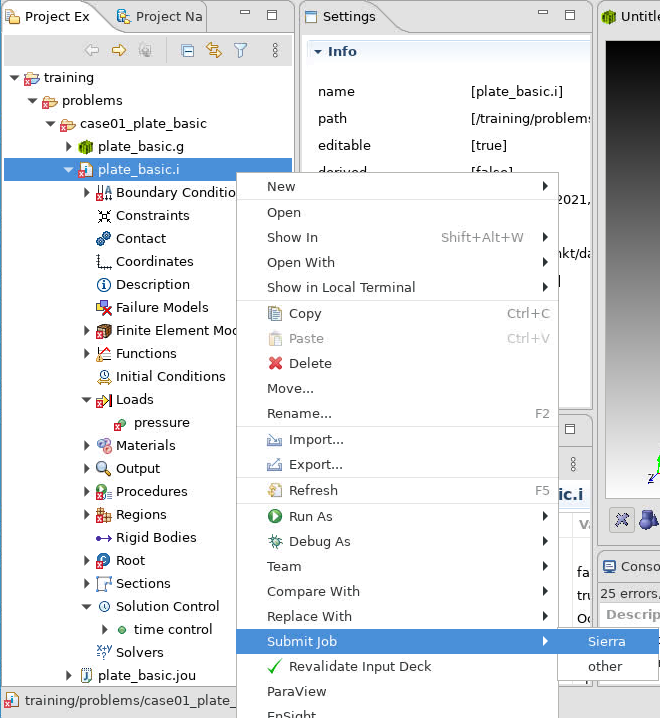 Project Ex
Project Na
Settings
Untitle
training
problems
case01_plate_basic
plate_basic.g
plate_basic.i
Boundary Conditio
Constraints
Contact
Coordinates
Description
Failure Models
Finite Element Mod
Functions
Initial Conditions
Loads
pressure
Materials
Output
Procedures
Regions
Rigid Bodies
Root
Sections
Solution Control
time control
Solvers
plate_basic.jou
training/problems/case01_plate_
Info
name [plate_basic.i]
path [/training/problems
editable [true]
derived [false]
2021,
nkt/da
]
New
Open
Show In Shift+Alt+W
Open With
Show in Local Terminal
Copy Ctrl+C
Paste Ctrl+V
Delete
Move...
Rename... F2
Import...
Export...
Refresh F5
Run As
Debug As
Team
Compare With
Replace With
Submit Job
Revalidate Input Deck
ParaView
EnSight
Sierra
other
ic.i
Va
fa
tru
Conso
25 errors,
Descrip